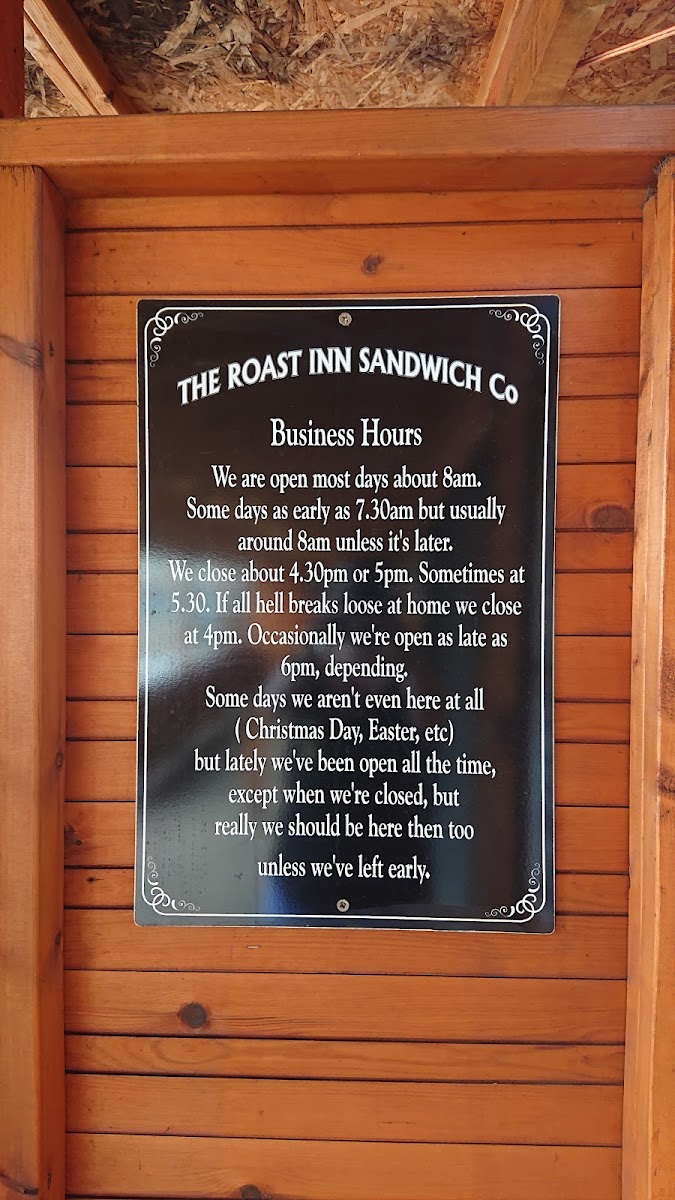 THE ROAST INN SANDWICH Co
Business Hours
We are open most days about 8am.
Some days as early as 7.30am but usually
around 8am unless it's later.
We close about 4.30pm or 5pm. Sometimes at
5.30. If all hell breaks loose at home we close
at 4pm. Occasionally we're open as late as
6pm, depending.
Some days we aren't even here at all
( Christmas Day, Easter, etc)
but lately we've been open all the time,
except when we're closed, but
really we should be here then too
unless we've left early.